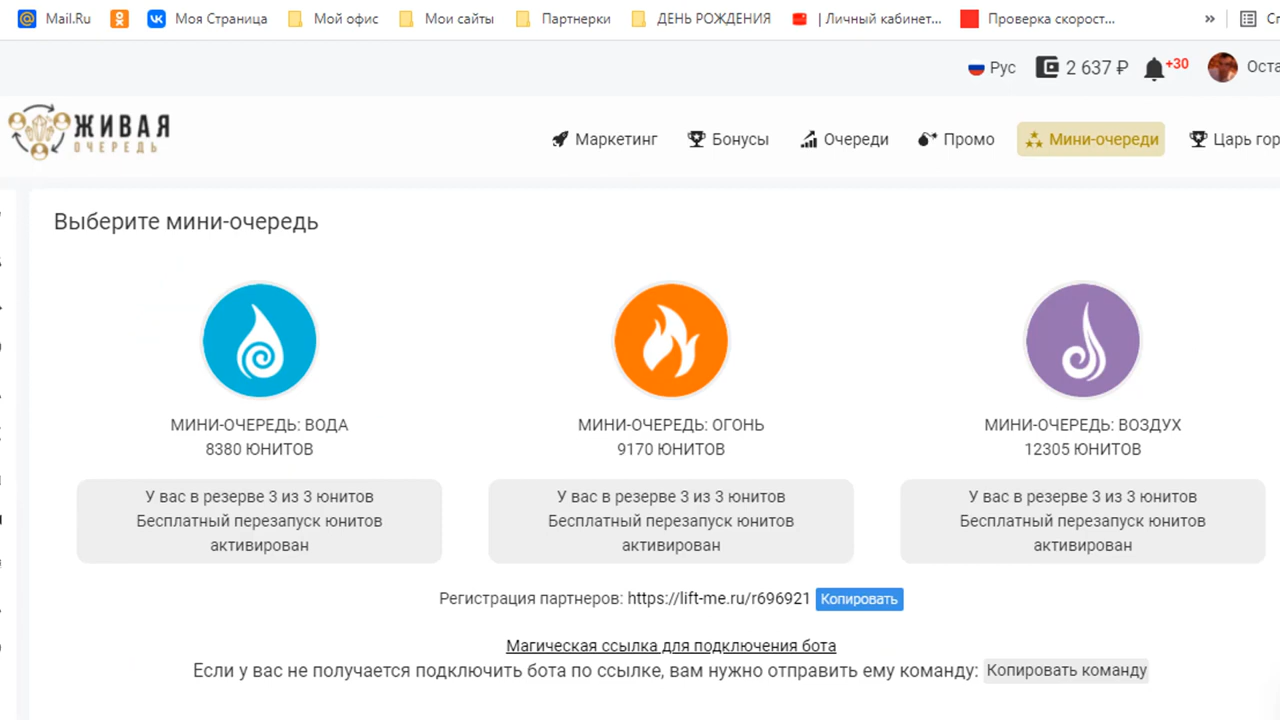 Mail.Ru Моя Страница Мой офис Мои сайты Партнерки ДЕНЬ РОЖДЕНИЯ | Личный кабинет... Проверка скорост... »
Рус 2 637 ₽ +30
ЖИВАЯ
ОЧЕРЕДЬ
Маркетинг Бонусы Очереди Промо Мини-очереди Царь гор
Выберите мини-очередь
МИНИ-ОЧЕРЕДЬ: ВОДА
8380 ЮНИТОВ
У вас в резерве 3 из 3 юнитов
Бесплатный перезапуск юнитов
активирован
МИНИ-ОЧЕРЕДЬ: ОГОНЬ
9170 ЮНИТОВ
У вас в резерве 3 из 3 юнитов
Бесплатный перезапуск юнитов
активирован
МИНИ-ОЧЕРЕДЬ: ВОЗДУХ
12305 ЮНИТОВ
У вас в резерве 3 из 3 юнитов
Бесплатный перезапуск юнитов
активирован
Регистрация партнеров: https://lift-me.ru/r696921 Копировать
Магическая ссылка для подключения бота
Если у вас не получается подключить бота по ссылке, вам нужно отправить ему команду: Копировать команду